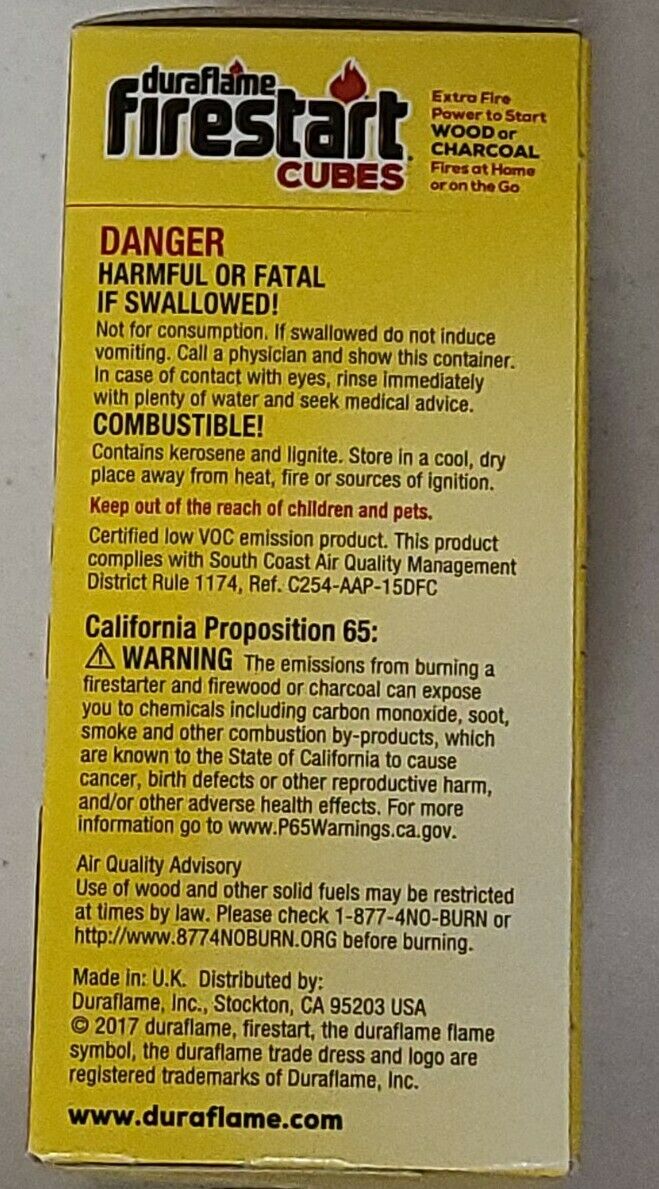 duraflame
firestart
CUBES
Extra Fire
Power to Start
WOOD or
CHARCOAL
Fires at Home
or on the Go
DANGER
HARMFUL OR FATAL
IF SWALLOWED!
Not for consumption. If swallowed do not induce
vomiting. Call a physician and show this container.
In case of contact with eyes, rinse immediately
with plenty of water and seek medical advice.
COMBUSTIBLE!
Contains kerosene and lignite. Store in a cool, dry
place away from heat, fire or sources of ignition.
Keep out of the reach of children and pets.
Certified low VOC emission product. This product
complies with South Coast Air Quality Management
District Rule 1174, Ref. C254-AAP-15DFC
California Proposition 65:
⚠ WARNING The emissions from burning a
firestarter and firewood or charcoal can expose
you to chemicals including carbon monoxide, soot,
smoke and other combustion by-products, which
are known to the State of California to cause
cancer, birth defects or other reproductive harm,
and/or other adverse health effects. For more
information go to www.P65Warnings.ca.gov.
Air Quality Advisory
Use of wood and other solid fuels may be restricted
at times by law. Please check 1-877-4NO-BURN or
http://www.8774NOBURN.ORG before burning.
Made in: U.K. Distributed by:
Duraflame, Inc., Stockton, CA 95203 USA
© 2017 duraflame, firestart, the duraflame flame
symbol, the duraflame trade dress and logo are
registered trademarks of Duraflame, Inc.
www.duraflame.com